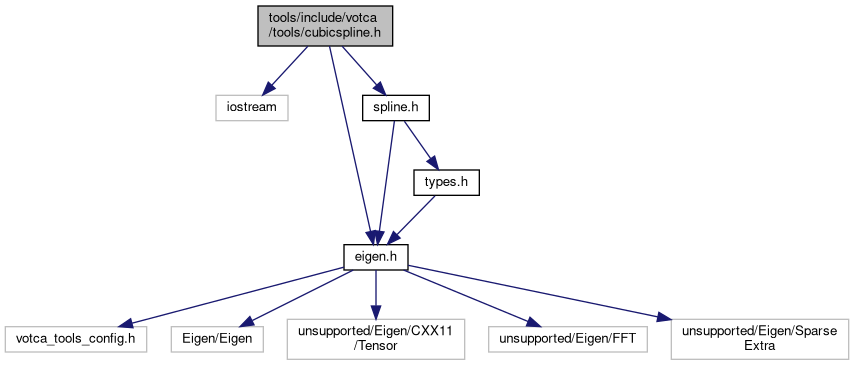 tools/include/votca
/tools/cubicspline.h
iostream
spline.h
types.h
eigen.h
votca_tools_config.h
Eigen/Eigen
unsupported/Eigen/CXX11
/Tensor
unsupported/Eigen/FFT
unsupported/Eigen/Sparse
Extra